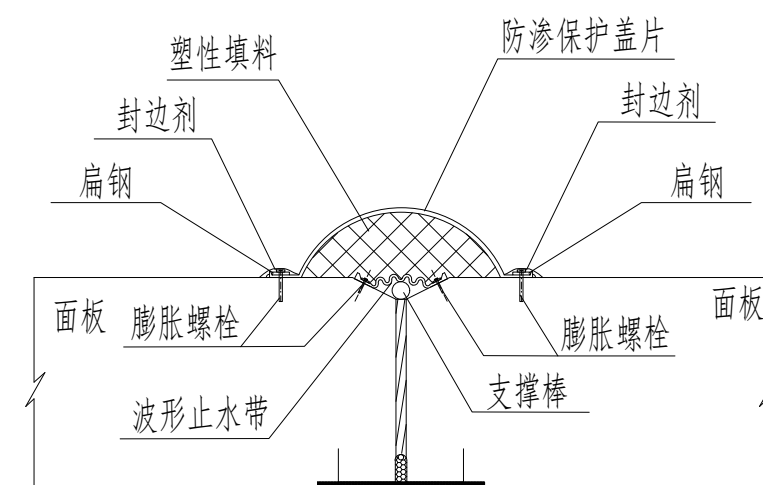 防渗保护盖片
塑性填料
封边剂
封边剂
扁钢
扁钢
面板
膨胀螺栓
膨胀螺栓
面板
波形止水带
支撑棒